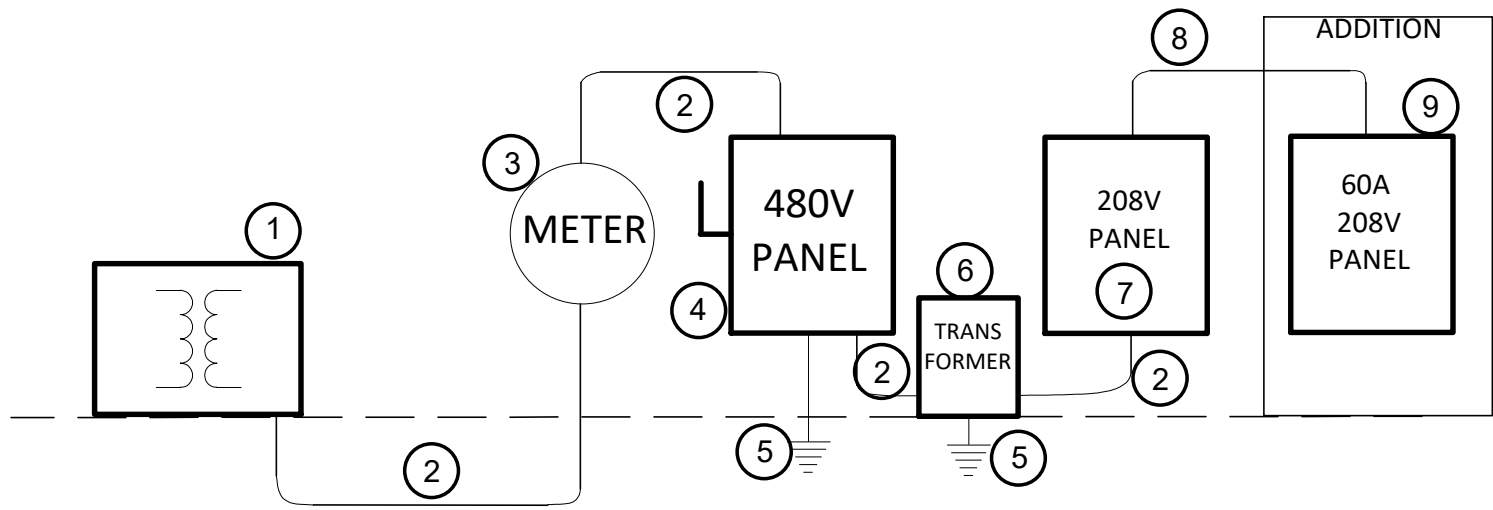 ADDITION
8
2
9
3
METER
480V
PANEL
208V
PANEL
60A
208V
PANEL
1
6
7
4
TRANS
FORMER
2
2
5
5
2